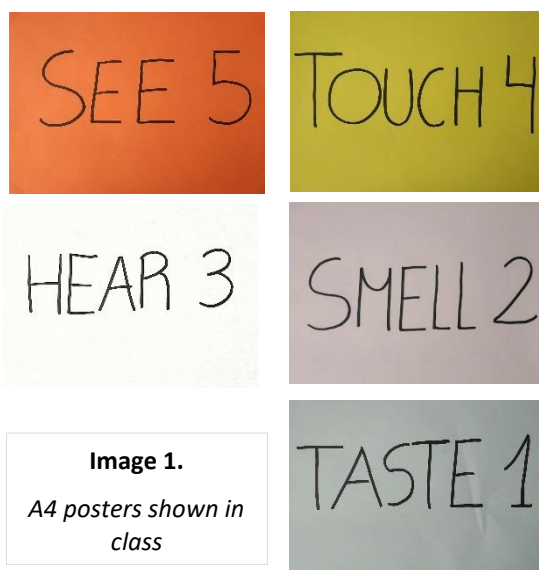 SEE 5
TOUCH 4
HEAR 3
SMELL 2
TASTE 1
Image 1.
A4 posters shown in
class